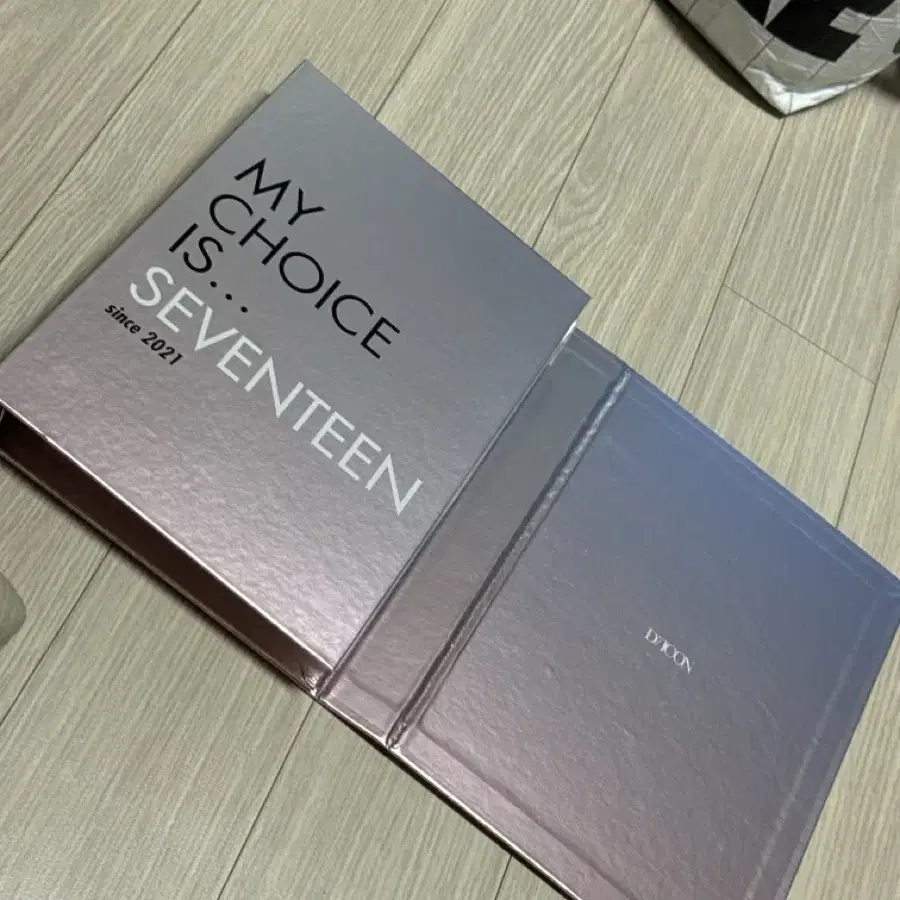 MY
CHOICE
IS...
SEVENTEEN
since 2021
D/ICON